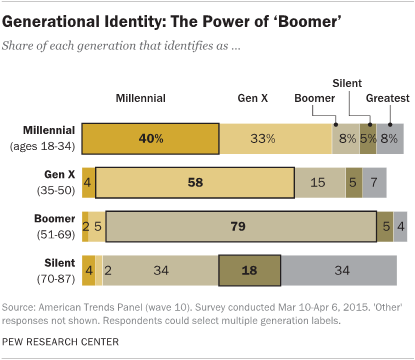 Generational Identity: The Power of ‘Boomer’
Share of each generation that identifies as ...
Silent
Millennial Gen X Boomer Greatest
Millennial
(ages 18-34)
40% 33% 8% 5% 8%
Gen X
(35-50)
4 58 15 5 7
Boomer
(51-69)
2 5 79 5 4
Silent
(70-87)
4 2 34 18 34
Source: American Trends Panel (wave 10). Survey conducted Mar 10-Apr 6, 2015. 'Other'
responses not shown. Respondents could select multiple generation labels.
PEW RESEARCH CENTER